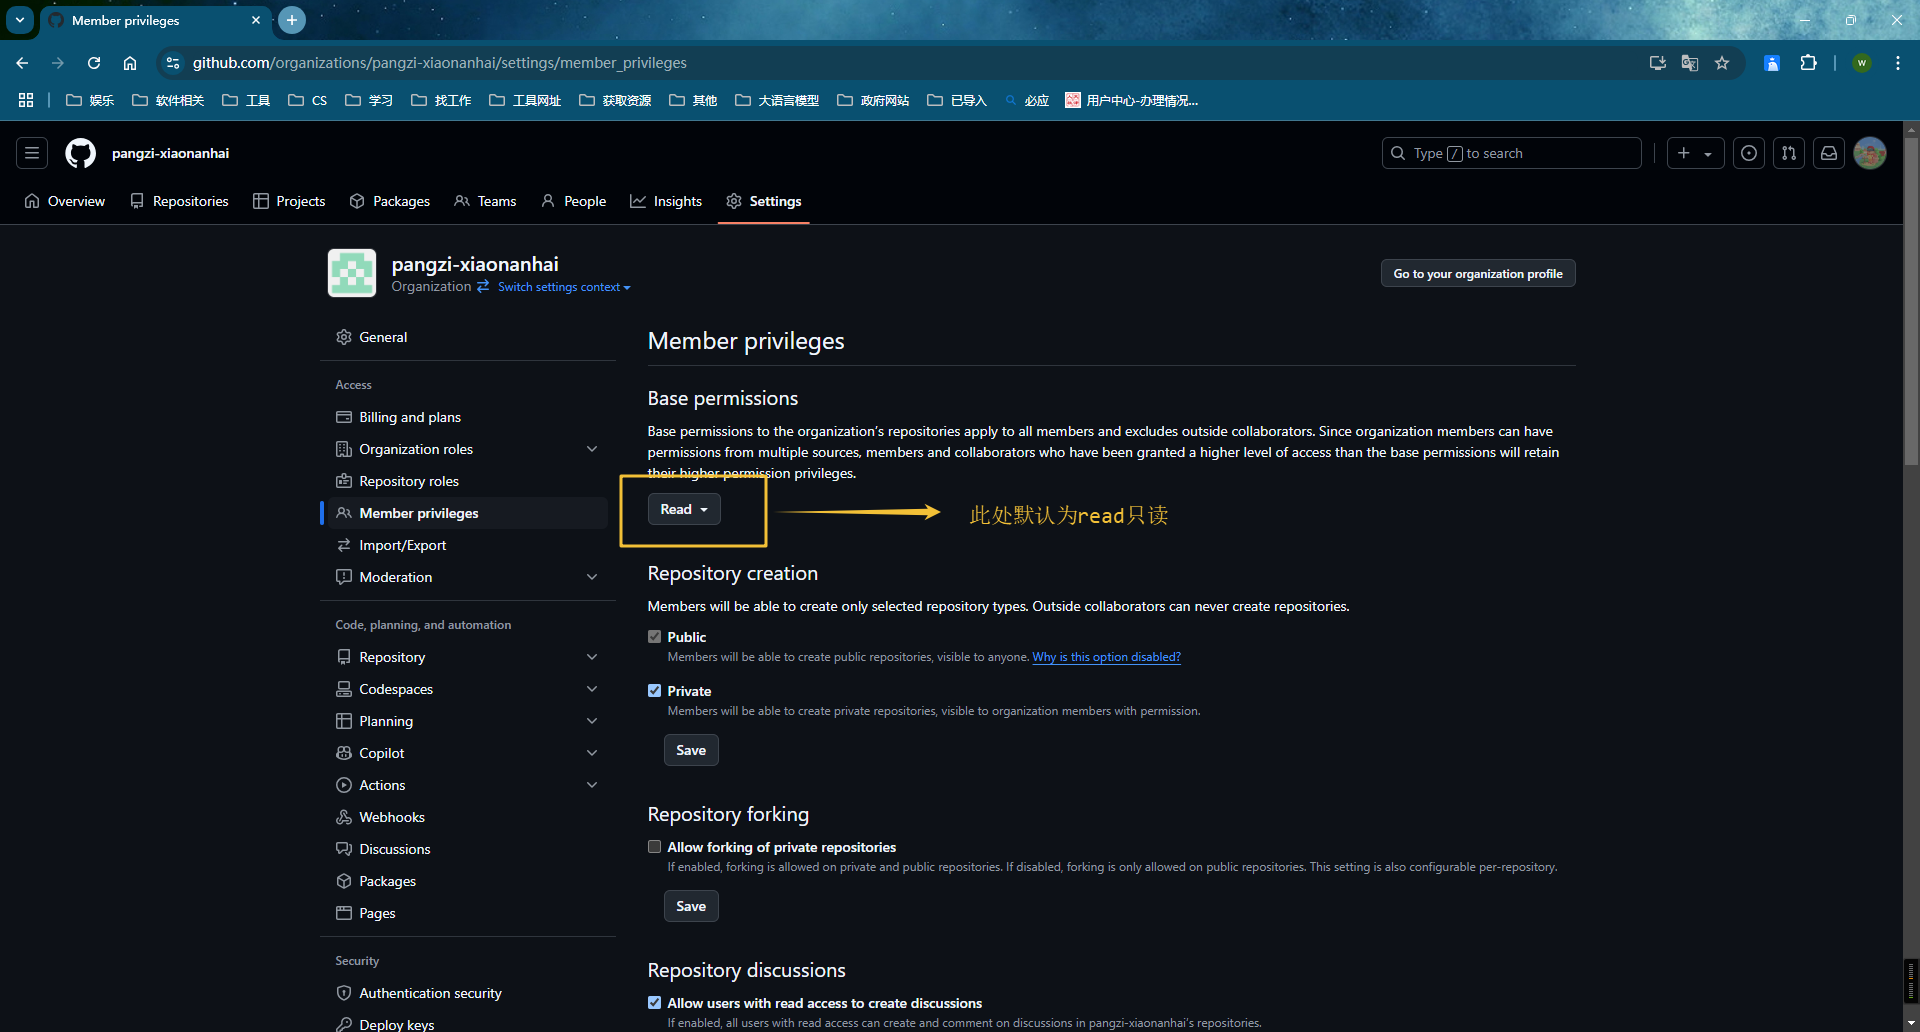 Member privileges
github.com/organizations/pangzi-xiaonanhai/settings/member_privileges
W
娱乐 软件相关 工具 CS 学习 找工作 工具网址 获取资源 其他 大语言模型 政府网站 已导入 必应 用户中心-办理情况...
pangzi-xiaonanhai
Type / to search
Overview Repositories Projects Packages Teams People Insights Settings
pangzi-xiaonanhai
Organization Switch settings context
Go to your organization profile
General
Access
Billing and plans
Organization roles
Repository roles
Member privileges
Import/Export
Moderation
Code, planning, and automation
Repository
Codespaces
Planning
Copilot
Actions
Webhooks
Discussions
Packages
Pages
Security
Authentication security
Deploy keys
Member privileges
Base permissions
Base permissions to the organization’s repositories apply to all members and excludes outside collaborators. Since organization members can have
permissions from multiple sources, members and collaborators who have been granted a higher level of access than the base permissions will retain
their higher permission privileges.
Read
此处默认为read只读
Repository creation
Members will be able to create only selected repository types. Outside collaborators can never create repositories.
Public
Members will be able to create public repositories, visible to anyone. Why is this option disabled?
Private
Members will be able to create private repositories, visible to organization members with permission.
Save
Repository forking
Allow forking of private repositories
If enabled, forking is allowed on private and public repositories. If disabled, forking is only allowed on public repositories. This setting is also configurable per-repository.
Save
Repository discussions
Allow users with read access to create discussions
If enabled, all users with read access can create and comment on discussions in pangzi-xiaonanhai’s repositories.